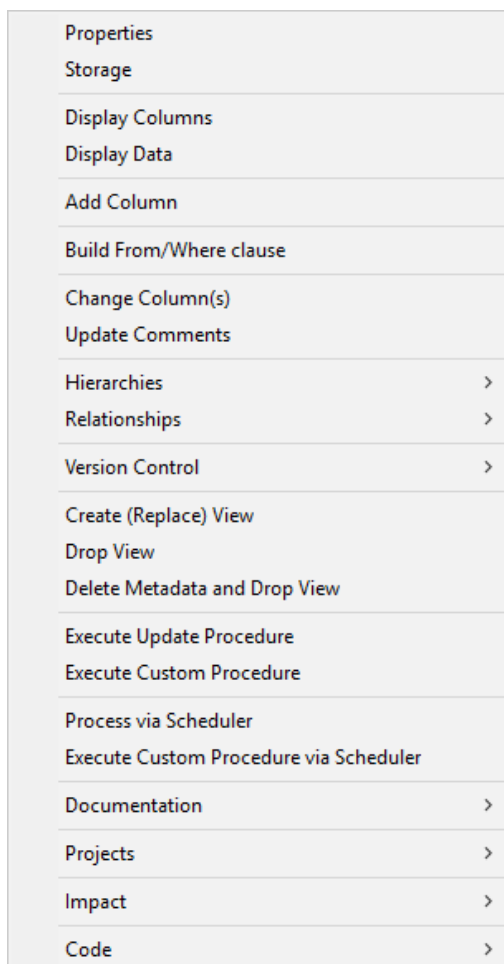 Properties
Storage
Display Columns
Display Data
Add Column
Build From/Where clause
Change Column(s)
Update Comments
Hierarchies
Relationships
Version Control
Create (Replace) View
Drop View
Delete Metadata and Drop View
Execute Update Procedure
Execute Custom Procedure
Process via Scheduler
Execute Custom Procedure via Scheduler
Documentation
Projects
Impact
Code